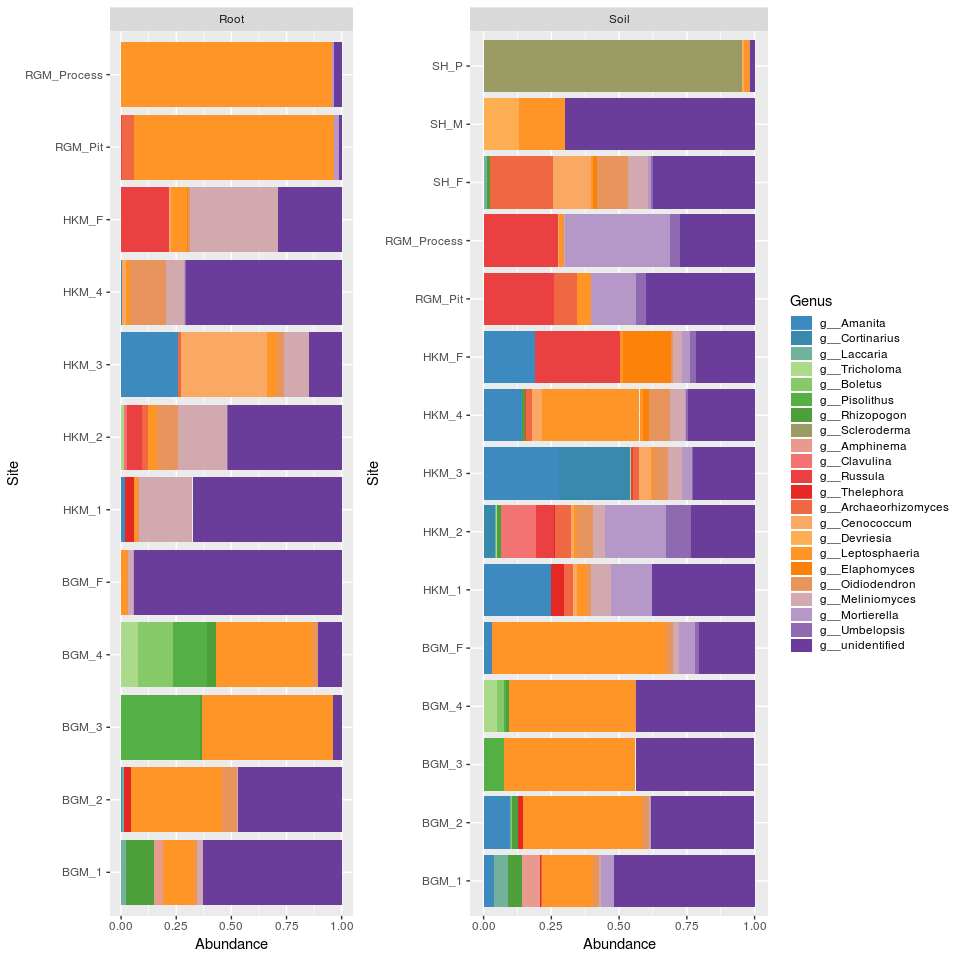 Root
Site
RGM_Process
RGM_Pit
HKM_F
HKM_4
HKM_3
HKM_2
HKM_1
BGM_F
BGM_4
BGM_3
BGM_2
BGM_1
0.00 0.25 0.50 0.75 1.00
Abundance
Soil
Site
SH_P
SH_M
SH_F
RGM_Process
RGM_Pit
HKM_F
HKM_4
HKM_3
HKM_2
HKM_1
BGM_F
BGM_4
BGM_3
BGM_2
BGM_1
0.00 0.25 0.50 0.75 1.00
Abundance
Genus
g__Amanita
g__Cortinarius
g__Laccaria
g__Tricholoma
g__Boletus
g__Pisolithus
g__Rhizopogon
g__Scleroderma
g__Amphinema
g__Clavulina
g__Russula
g__Thelephora
g__Archaeorhizomyces
g__Cenococcum
g__Devriesia
g__Leptosphaeria
g__Elaphomyces
g__Oidiodendron
g__Meliniomyces
g__Mortierella
g__Umbelopsis
g__unidentified